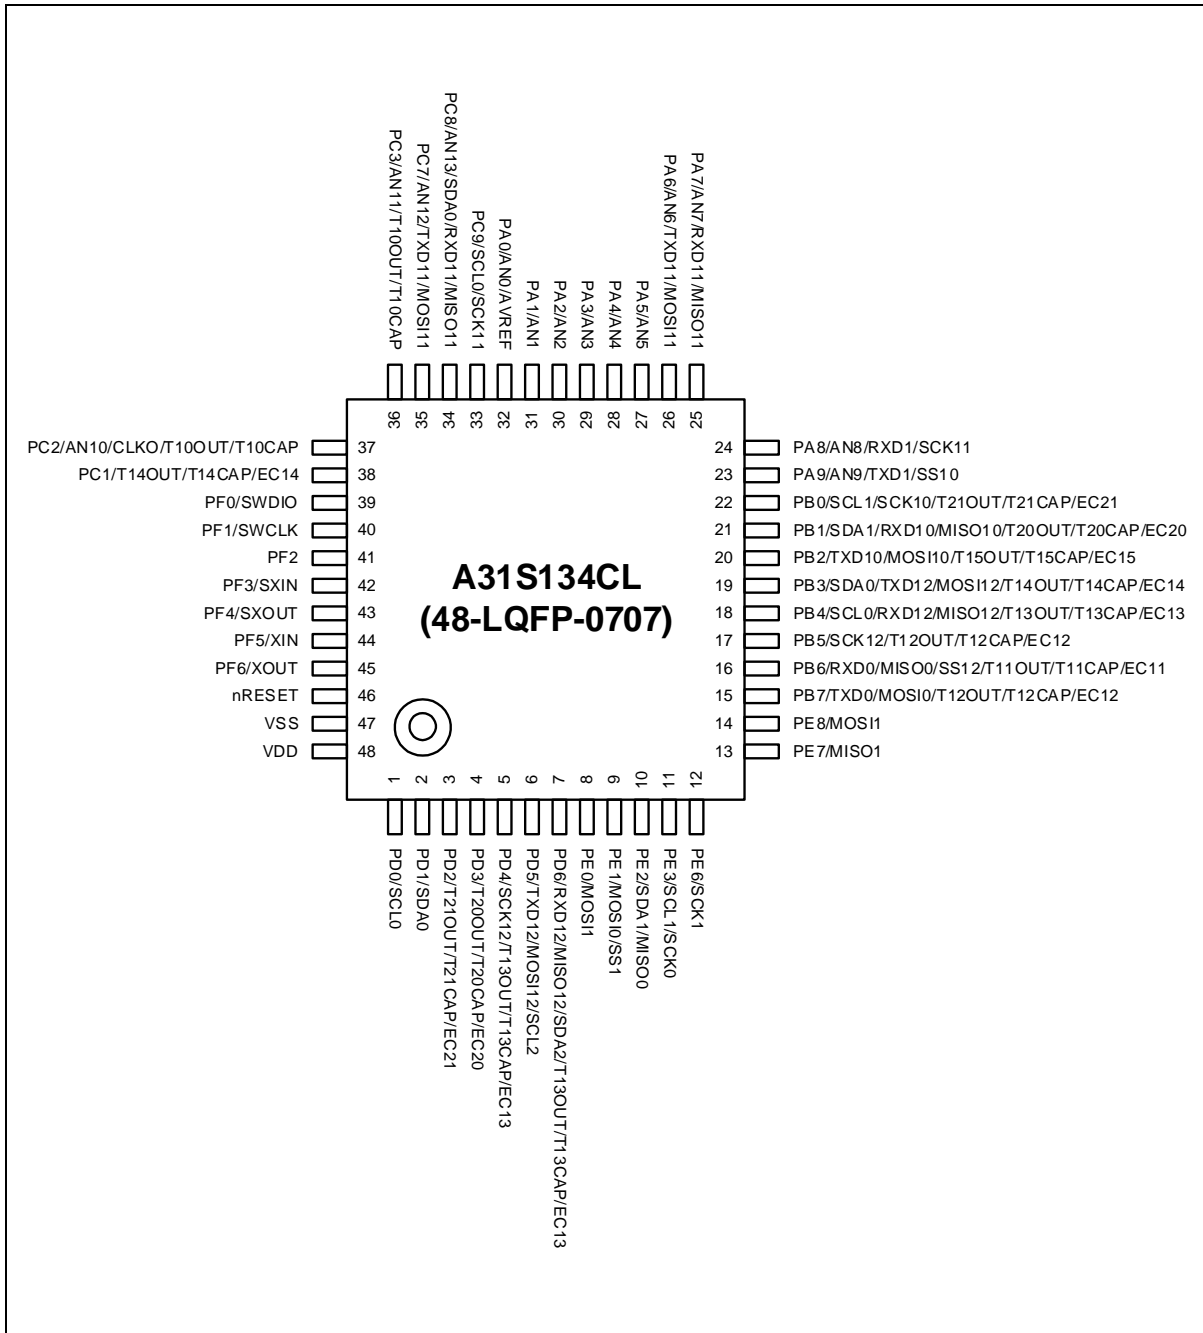 PC3/AN11/T10OUT/T10CAP
PC7/AN12/TXD11/MOSI11
PC8/AN13/SDA0/RXD11/MISO11
PC9/SCL0/SCK11
PA0/AN0/AVREF
PA1/AN1
PA2/AN2
PA3/AN3
PA4/AN4
PA5/AN5
PA6/AN6/TXD11/MOSI11
PA7/AN7/RXD11/MISO11
36 35 34 33 32 31 30 29 28 27 26 25
PC2/AN10/CLKO/T10OUT/T10CAP 37
PC1/T14OUT/T14CAP/EC14 38
PF0/SWDIO 39
PF1/SWCLK 40
PF2 41
PF3/SXIN 42
PF4/SXOUT 43
PF5/XIN 44
PF6/XOUT 45
nRESET 46
VSS 47
VDD 48
A31S134CL
(48-LQFP-0707)
24 PA8/AN8/RXD1/SCK11
23 PA9/AN9/TXD1/SS10
22 PB0/SCL1/SCK10/T21OUT/T21CAP/EC21
21 PB1/SDA1/RXD10/MISO10/T20OUT/T20CAP/EC20
20 PB2/TXD10/MOSI10/T15OUT/T15CAP/EC15
19 PB3/SDA0/TXD12/MOSI12/T14OUT/T14CAP/EC14
18 PB4/SCL0/RXD12/MISO12/T13OUT/T13CAP/EC13
17 PB5/SCK12/T12OUT/T12CAP/EC12
16 PB6/RXD0/MISO0/SS12/T11OUT/T11CAP/EC11
15 PB7/TXD0/MOSI0/T12OUT/T12CAP/EC12
14 PE8/MOSI1
13 PE7/MISO1
1 2 3 4 5 6 7 8 9 10 11 12
PD0/SCL0
PD1/SDA0
PD2/T21OUT/T21CAP/EC21
PD3/T20OUT/T20CAP/EC20
PD4/SCK12/T13OUT/T13CAP/EC13
PD5/TXD12/MOSI12/SCL2
PD6/RXD12/MISO12/SDA2/T13OUT/T13CAP/EC13
PE0/MOSI1
PE1/MOSI0/SS1
PE2/SDA1/MISO0
PE3/SCL1/SCK0
PE6/SCK1